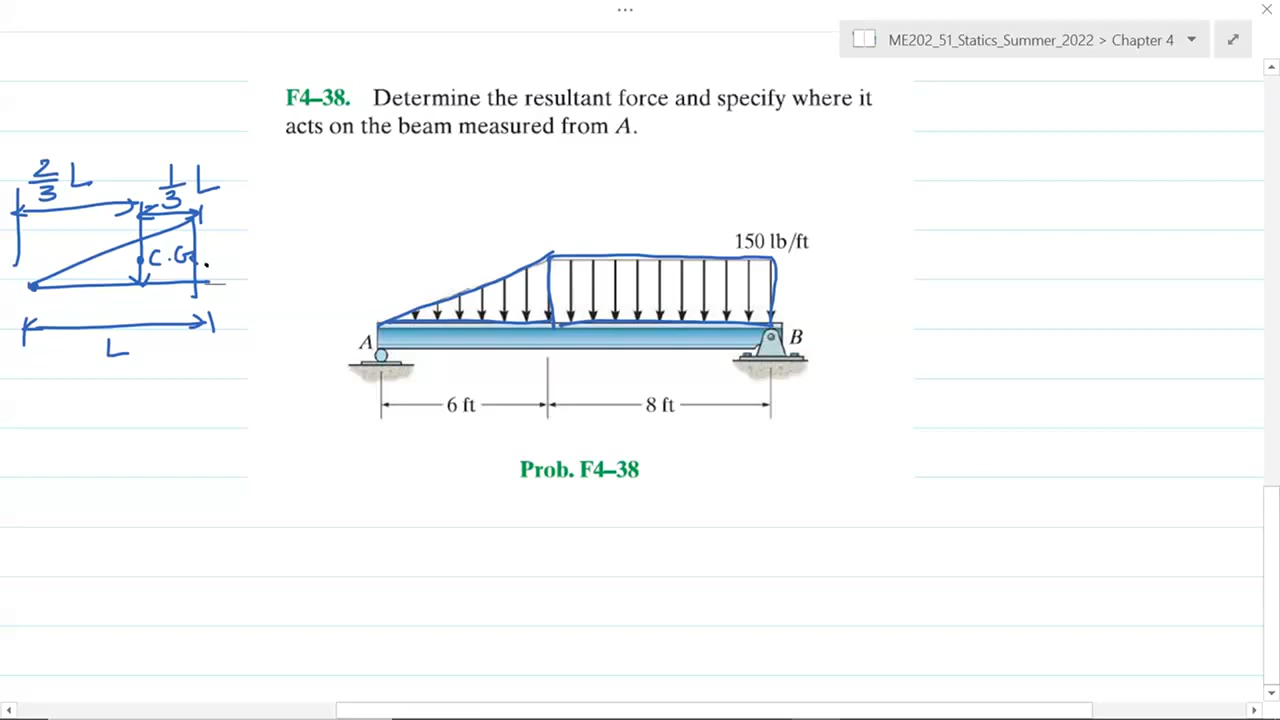 ...
ME202_51_Statics_Summer_2022 > Chapter 4
F4–38. Determine the resultant force and specify where it
acts on the beam measured from A.
2/3 L
1/3 L
C.G.
L
150 lb/ft
A
B
6 ft
8 ft
Prob. F4–38